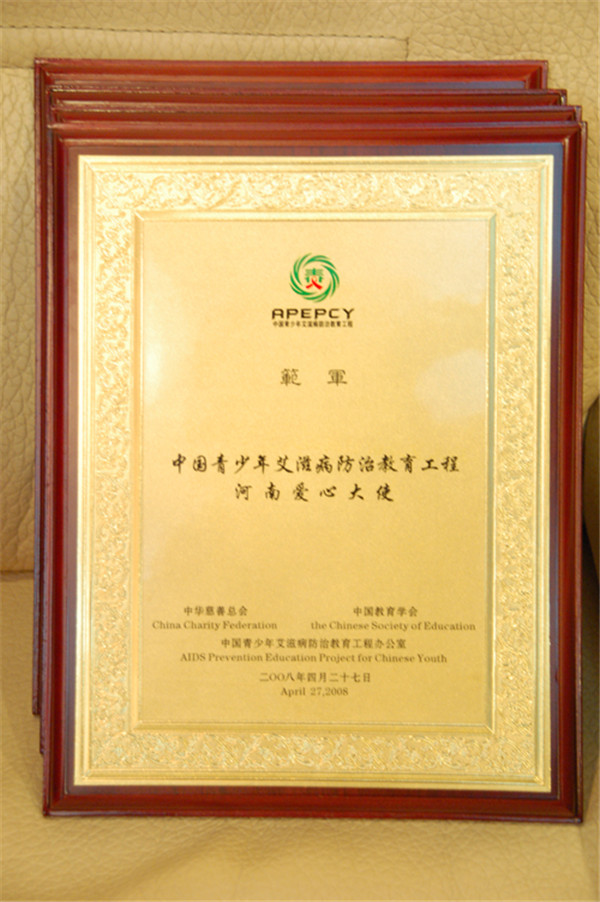 APEPCY
中国青少年艾滋病防治教育工程
範軍
中国青少年艾滋病防治教育工程
河南爱心大使
中华慈善总会 中国教育学会
China Charity Federation the Chinese Society of Education
中国青少年艾滋病防治教育工程办公室
AIDS Prevention Education Project for Chinese Youth
二〇〇八年四月二十七日
April 27,2008